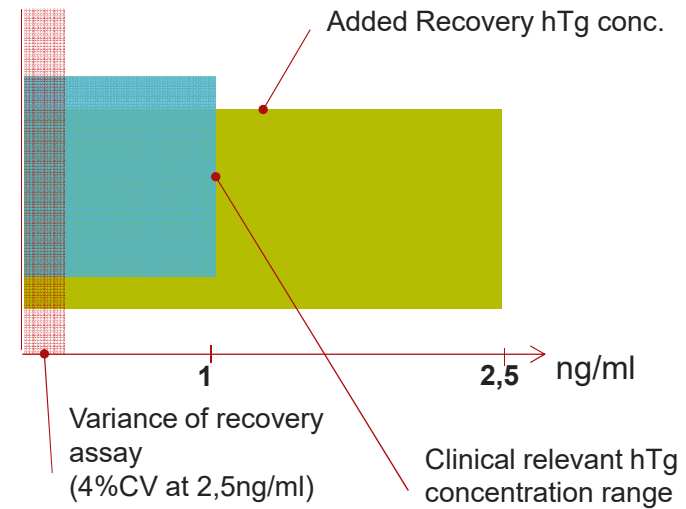 Added Recovery hTg conc.
1
2,5
ng/ml
Variance of recovery
assay
(4%CV at 2,5ng/ml)
Clinical relevant hTg
concentration range